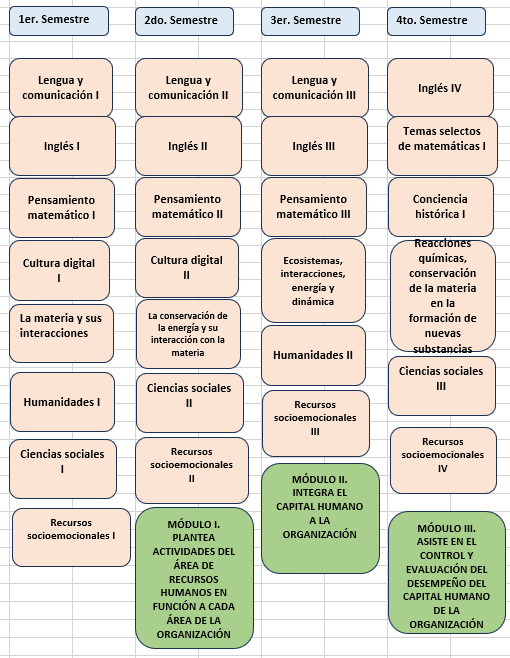 1er. Semestre
Lengua y
comunicación I
Inglés I
Pensamiento
matemático I
Cultura digital
I
La materia y sus
interacciones
Humanidades I
Ciencias sociales
I
Recursos
socioemocionales I
2do. Semestre
Lengua y
comunicación II
Inglés II
Pensamiento
matemático II
Cultura digital
II
La conservación de
la energía y su
interacción con la
materia
Ciencias sociales
II
Recursos
socioemocionales
II
MÓDULO I.
PLANTEA
ACTIVIDADES DEL
ÁREA DE
RECURSOS
HUMANOS EN
FUNCIÓN A CADA
ÁREA DE LA
ORGANIZACIÓN
3er. Semestre
Lengua y
comunicación III
Inglés III
Pensamiento
matemático III
Ecosistemas,
interacciones,
energía y
dinámica
Humanidades II
Recursos
socioemocionales
III
MÓDULO II.
INTEGRA EL
CAPITAL HUMANO
A LA
ORGANIZACIÓN
4to. Semestre
Inglés IV
Temas selectos
de matemáticas I
Conciencia
histórica I
Reacciones
químicas,
conservación
de la materia
en la
formación de
nuevas
substancias
Ciencias sociales
III
Recursos
socioemocionales
IV
MÓDULO III.
ASISTE EN EL
CONTROL Y
EVALUACIÓN DEL
DESEMPEÑO DEL
CAPITAL HUMANO
DE LA
ORGANIZACIÓN